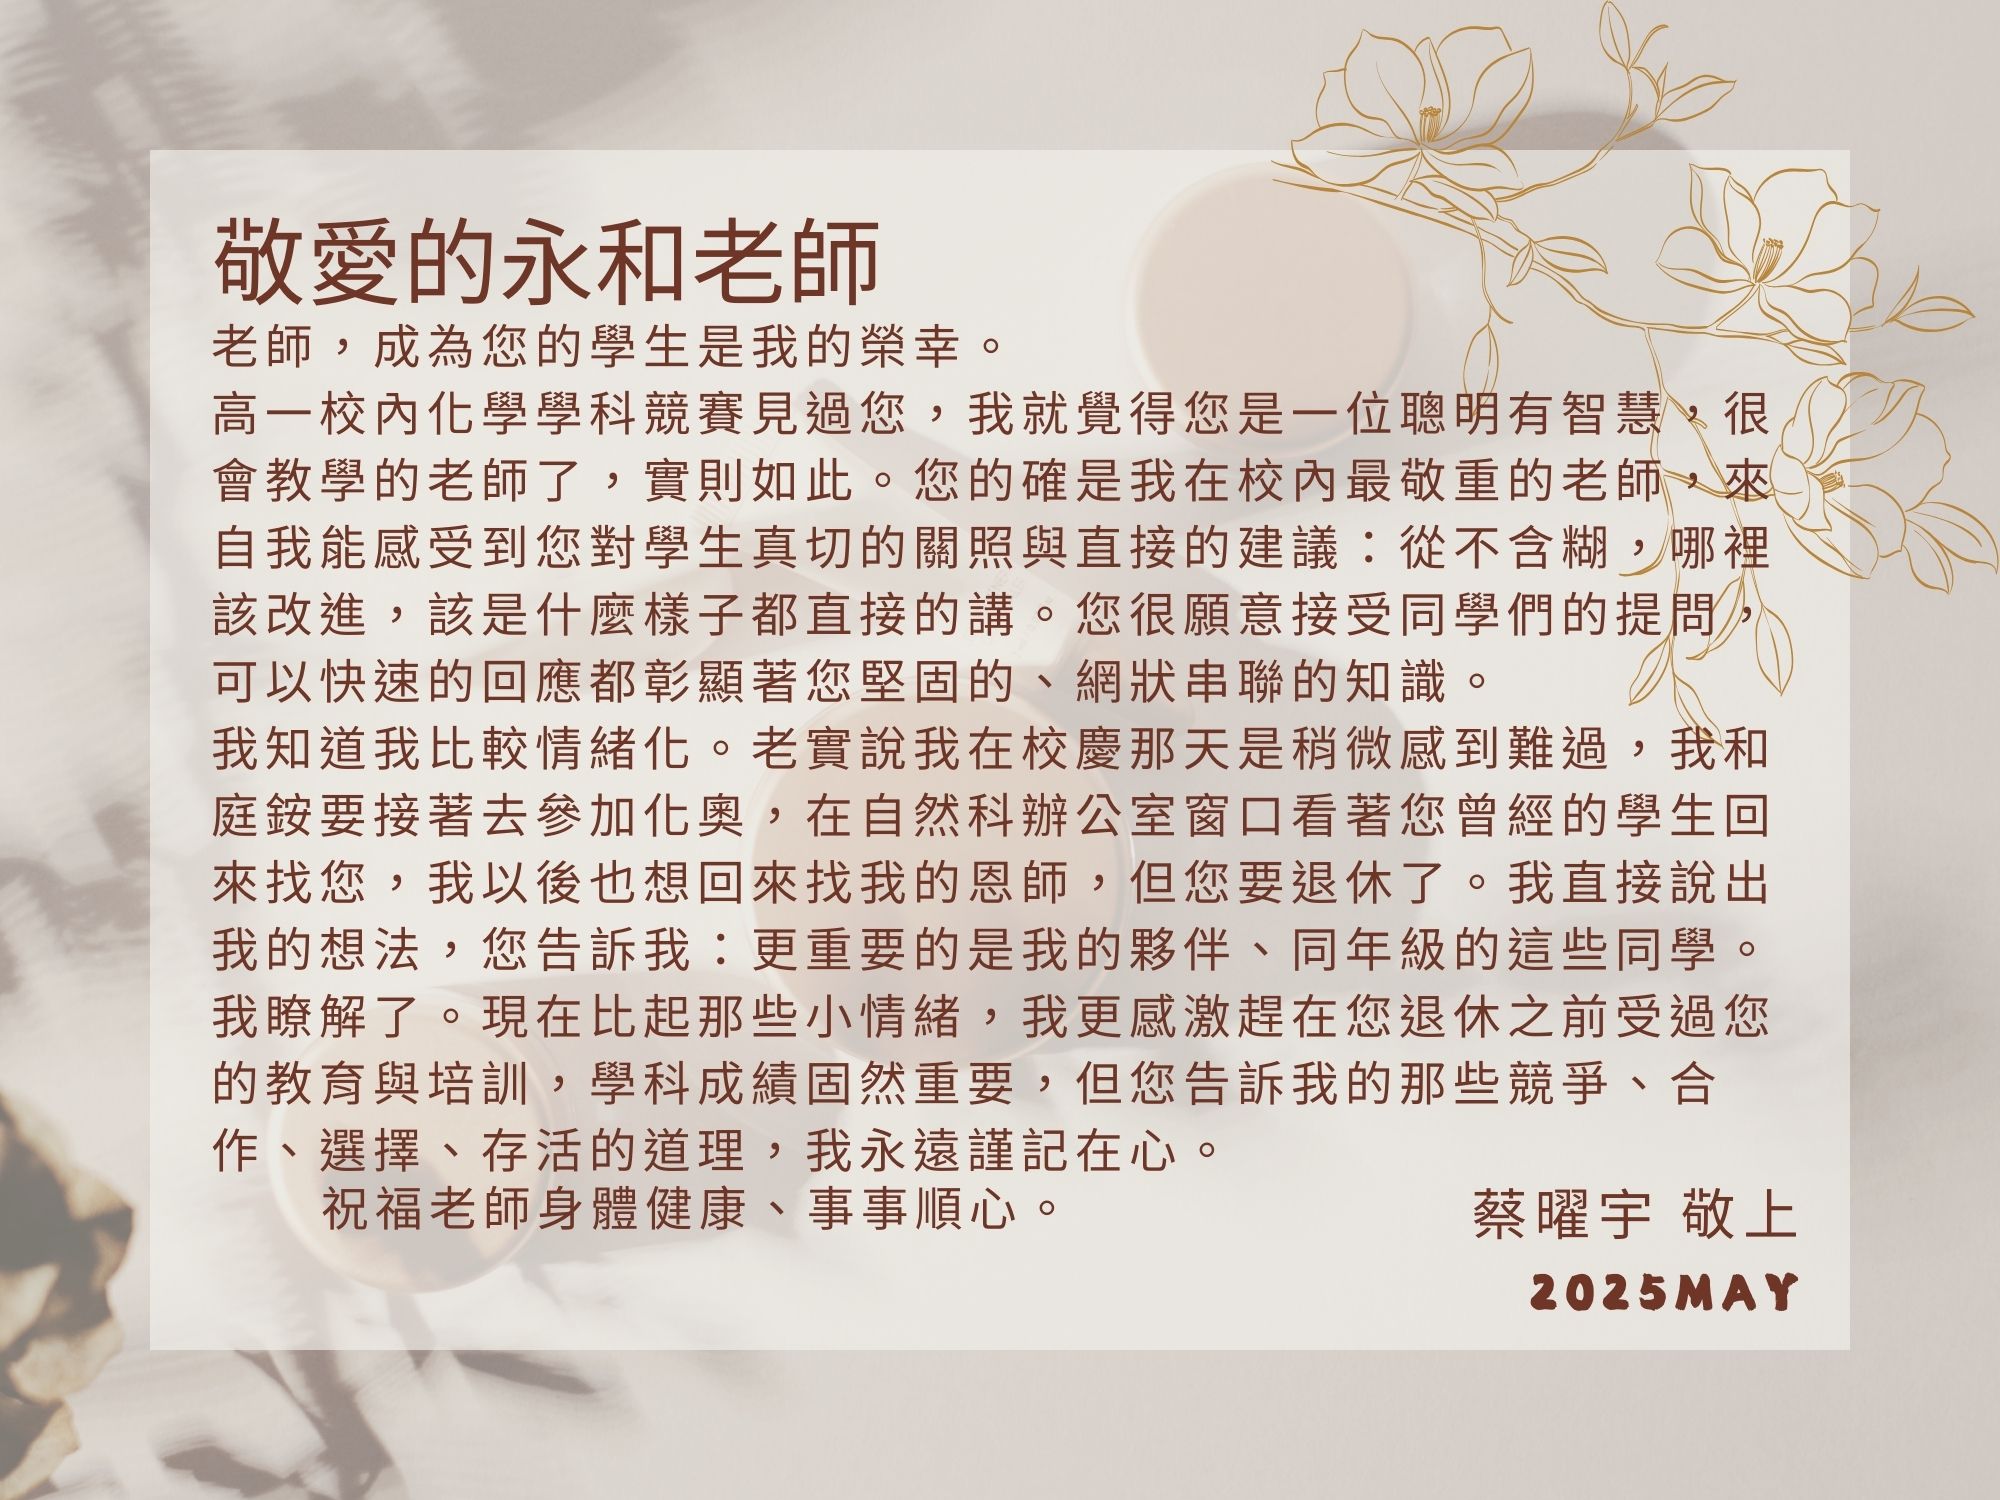 敬愛的永和老師
老師，成為您的學生是我的榮幸。
高一校內化學學科競賽見過您，我就覺得您是一位聰明有智慧，很
會教學的老師了，實則如此。您的確是我在校內最敬重的老師，來
自我能感受到您對學生真切的關照與直接的建議：從不含糊，哪裡
該改進，該是什麼樣子都直接的講。您很願意接受同學們的提問，
可以快速的回應都彰顯著您堅固的、網狀串聯的知識。
我知道我比較情緒化。老實說我在校慶那天是稍微感到難過，我和
庭銨要接著去參加化奧，在自然科辦公室窗口看著您曾經的學生回
來找您，我以後也想回來找我的恩師，但您要退休了。我直接說出
我的想法，您告訴我：更重要的是我的夥伴、同年級的這些同學。
我瞭解了。現在比起那些小情緒，我更感激趕在您退休之前受過您
的教育與培訓，學科成績固然重要，但您告訴我的那些競爭、合
作、選擇、存活的道理，我永遠謹記在心。
祝福老師身體健康、事事順心。
蔡曜宇 敬上
2025MAY